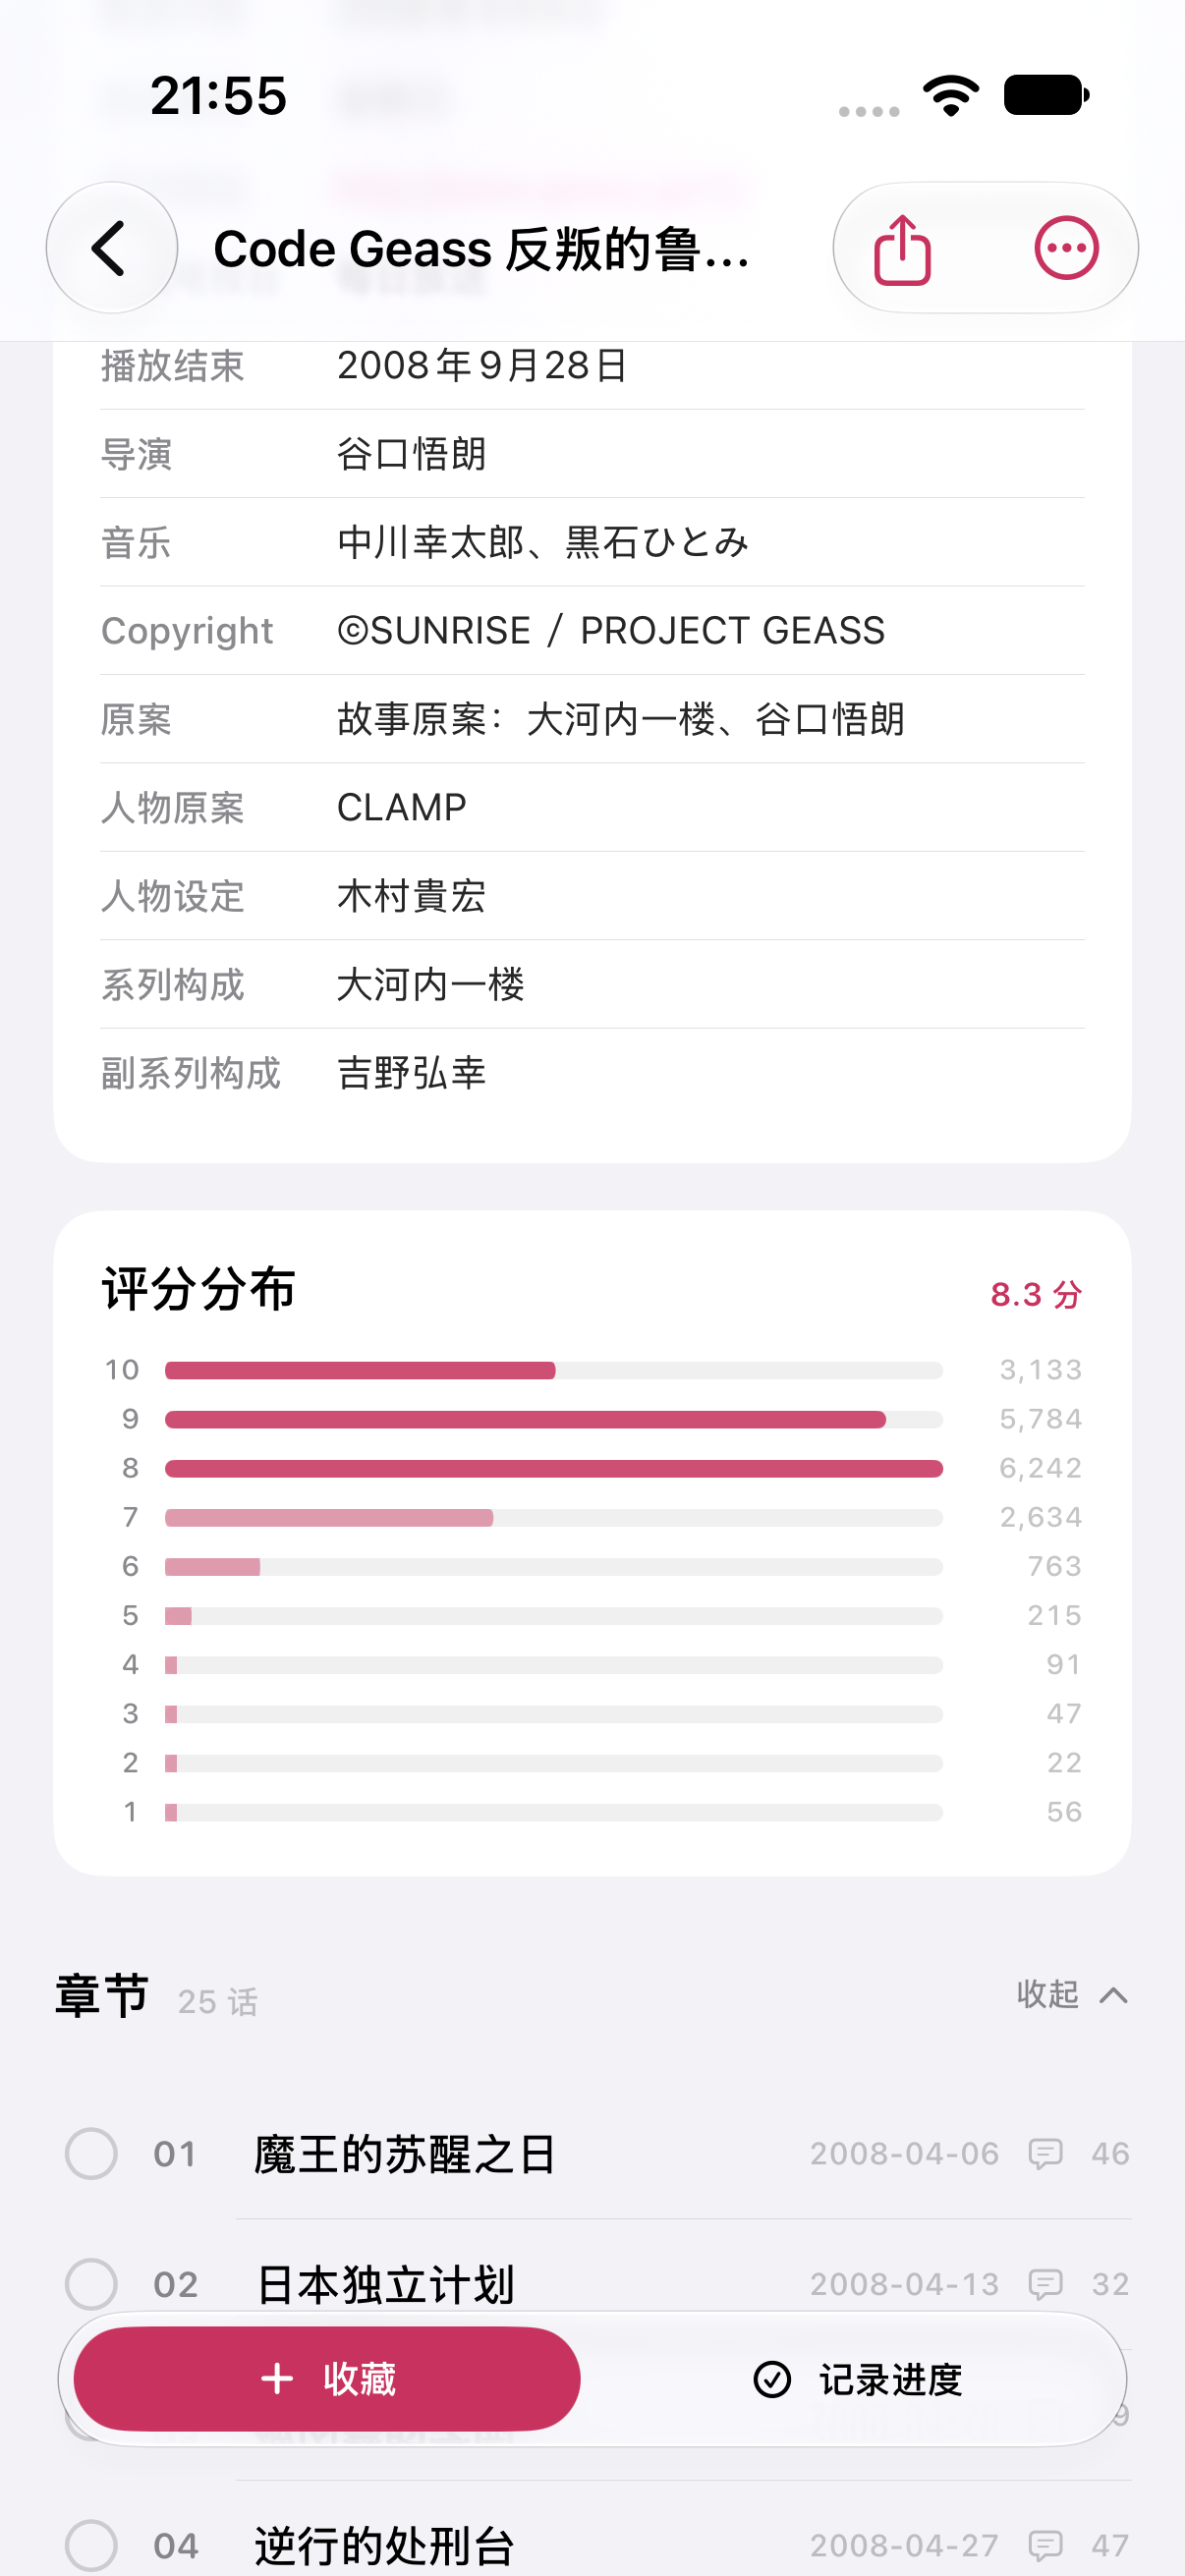 21:55
Code Geass 反叛的鲁...
播放结束 2008年9月28日
导演 谷口悟朗
音乐 中川幸太郎、黒石ひとみ
Copyright ©SUNRISE / PROJECT GEASS
原案 故事原案：大河内一楼、谷口悟朗
人物原案 CLAMP
人物设定 木村貴宏
系列构成 大河内一楼
副系列构成 吉野弘幸
评分分布 8.3 分
10 3,133
9 5,784
8 6,242
7 2,634
6 763
5 215
4 91
3 47
2 22
1 56
章节 25 话 收起
01 魔王的苏醒之日 2008-04-06 46
02 日本独立计划 2008-04-13 32
收藏 记录进度
04 逆行的处刑台 2008-04-27 47